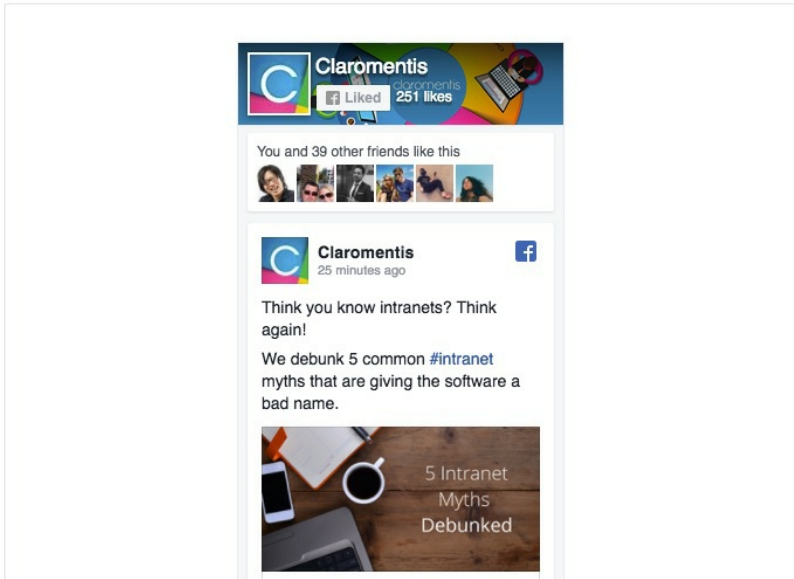 Claromentis
claromentis
Liked
251 likes
You and 39 other friends like this
Claromentis
25 minutes ago
Think you know intranets? Think
again!
We debunk 5 common #intranet
myths that are giving the software a
bad name.
5 Intranet
Myths
Debunked